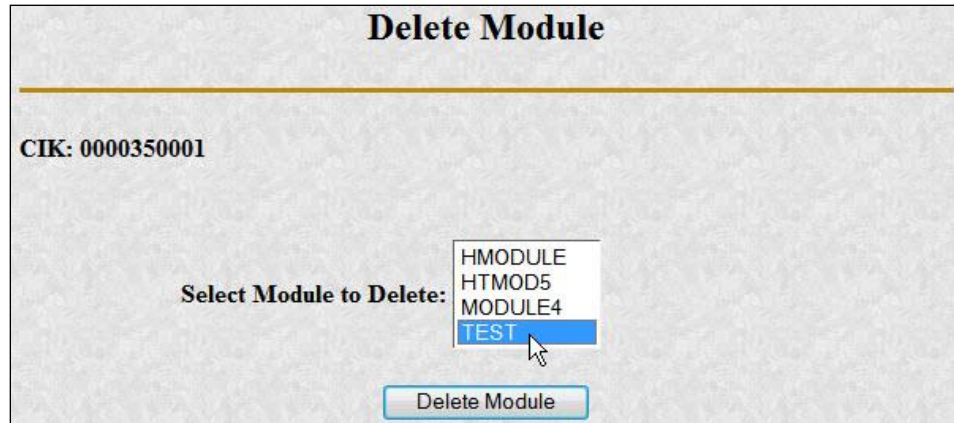 Delete Module
CIK: 0000350001
HMODULE
HTMOD5
Select Module to Delete:
MODULE4
TEST
Delete Module